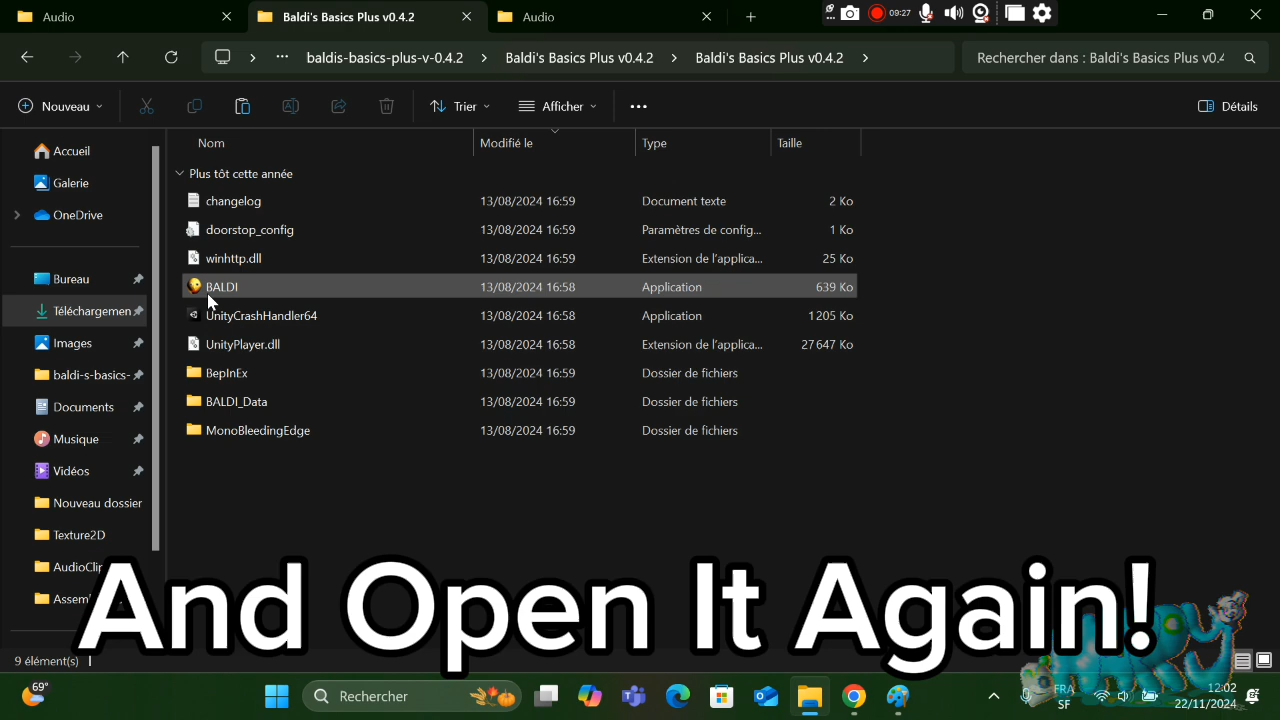 Audio
Baldi's Basics Plus v0.4.2
Audio
09:27
baldis-basics-plus-v-0.4.2 > Baldi's Basics Plus v0.4.2 > Baldi's Basics Plus v0.4.2 >
Rechercher dans : Baldi's Basics Plus v0.4
Nouveau
Trier
Afficher
Détails
Nom Modifié le Type Taille
Plus tôt cette année
changelog 13/08/2024 16:59 Document texte 2 Ko
doorstop_config 13/08/2024 16:59 Paramètres de config... 1 Ko
winhttp.dll 13/08/2024 16:59 Extension de l'applica... 25 Ko
BALDI 13/08/2024 16:58 Application 639 Ko
UnityCrashHandler64 13/08/2024 16:58 Application 1 205 Ko
UnityPlayer.dll 13/08/2024 16:58 Extension de l'applica... 27 647 Ko
BepInEx 13/08/2024 16:59 Dossier de fichiers
BALDI_Data 13/08/2024 16:59 Dossier de fichiers
MonoBleedingEdge 13/08/2024 16:59 Dossier de fichiers
Accueil
Galerie
OneDrive
Bureau
Téléchargemen
Images
baldi-s-basics-
Documents
Musique
Vidéos
Nouveau dossier
Texture2D
AudioClip
Assem
And Open It Again!
9 élément(s)
69°
Rechercher
FRA
SF
12:02
22/11/2024